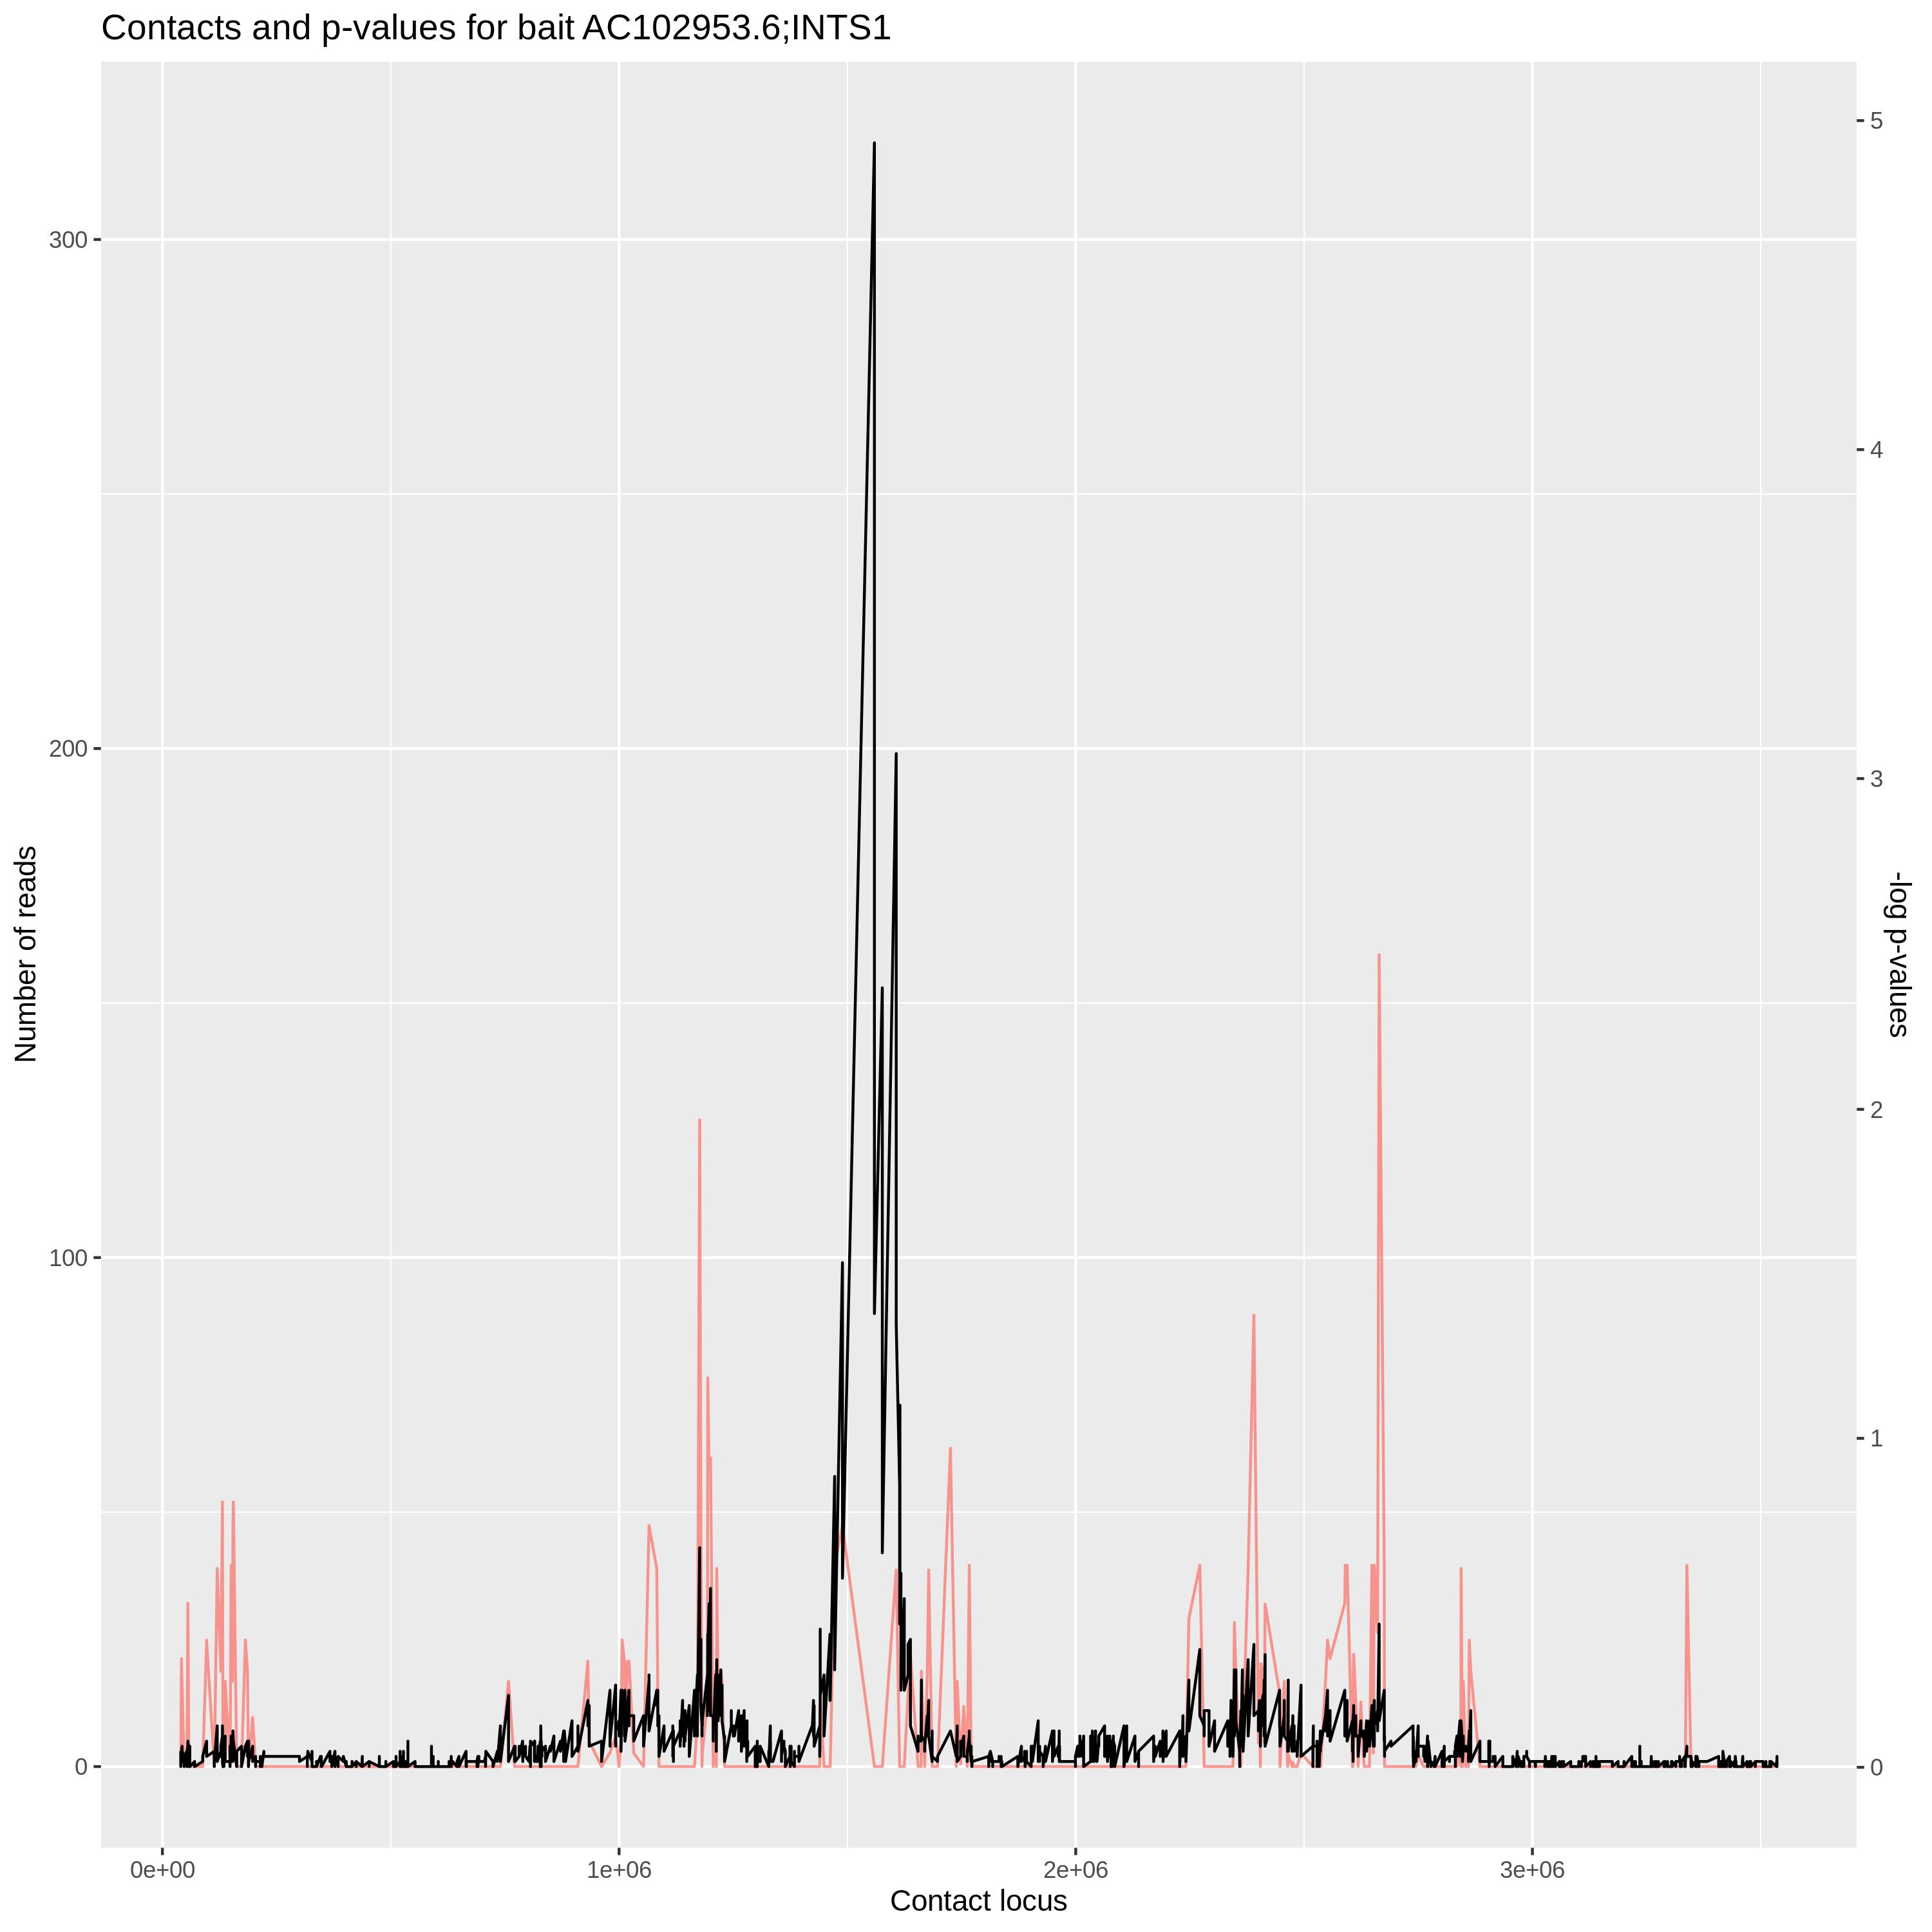 Contacts and p-values for bait AC102953.6;INTS1
300
200
100
0
Number of reads
5
4
3
2
1
0
-log p-values
0e+00
1e+06
2e+06
3e+06
Contact locus